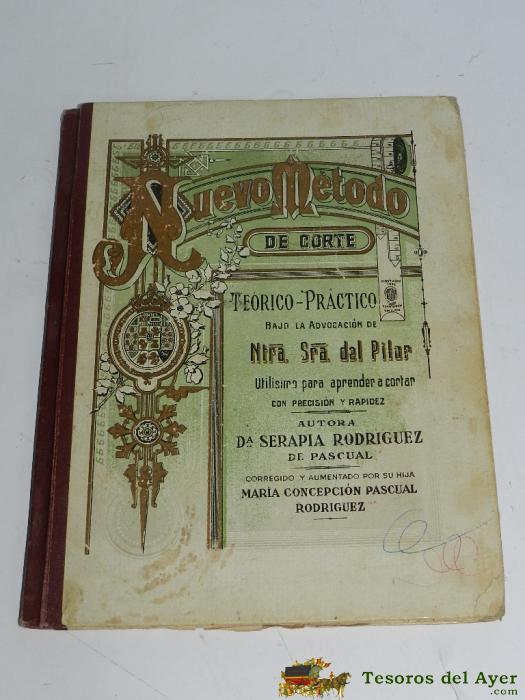 Nuevo Método
DE CORTE
TEÓRICO-PRÁCTICO
BAJO LA ADVOCACIÓN DE
Ntra. Sra. del Pilar
Utilísimo para aprender a cortar
CON PRECISIÓN Y RAPIDEZ
AUTORA
Dª SERAPIA RODRIGUEZ
DE PASCUAL
CORREGIDO Y AUMENTADO POR SU HIJA
MARÍA CONCEPCIÓN PASCUAL
RODRIGUEZ
Tesoros del Ayer
.com